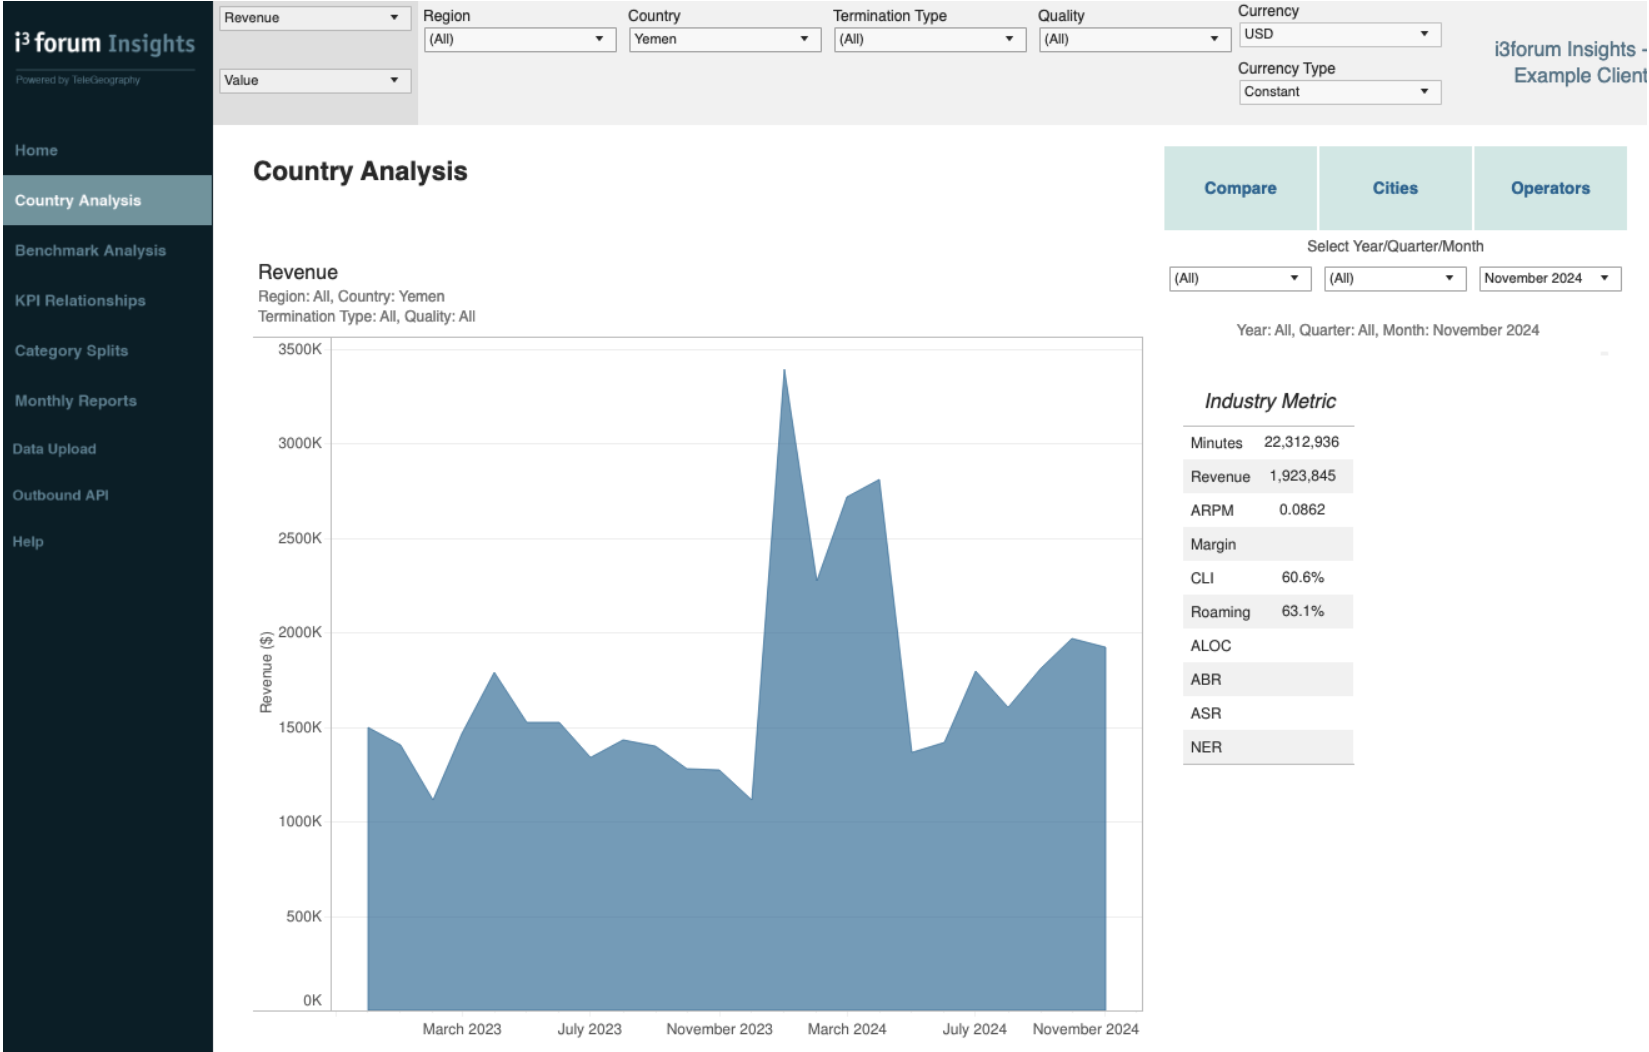 i³ forum Insights
Powered by TeleGeography
Home
Country Analysis
Benchmark Analysis
KPI Relationships
Category Splits
Monthly Reports
Data Upload
Outbound API
Help
Revenue
Value
Region
(All)
Country
Yemen
Termination Type
(All)
Quality
(All)
Currency
USD
Currency Type
Constant
i3forum Insights -
Example Client
Country Analysis
Compare
Cities
Operators
Select Year/Quarter/Month
(All)
(All)
November 2024
Year: All, Quarter: All, Month: November 2024
Revenue
Region: All, Country: Yemen
Termination Type: All, Quality: All
3500K
3000K
2500K
2000K
1500K
1000K
500K
0K
Revenue ($)
March 2023
July 2023
November 2023
March 2024
July 2024
November 2024
Industry Metric
Minutes 22,312,936
Revenue 1,923,845
ARPM 0.0862
Margin
CLI 60.6%
Roaming 63.1%
ALOC
ABR
ASR
NER